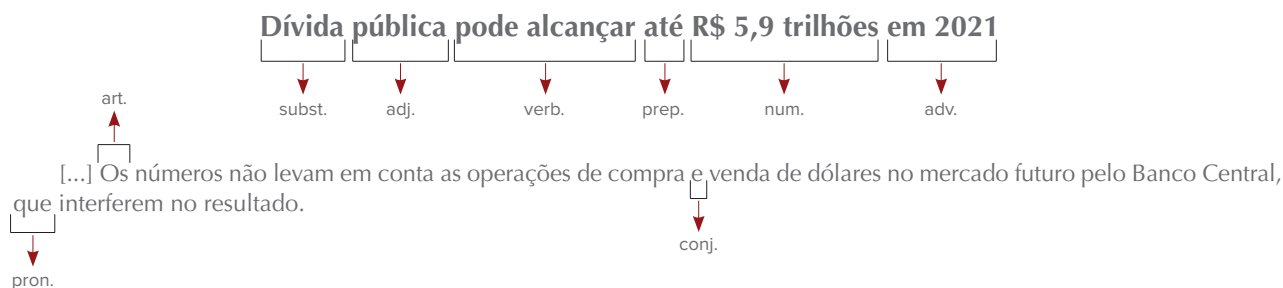 Dívida pública pode alcançar até R$ 5,9 trilhões em 2021
subst. adj. verb. prep. num. adv.
art.
[...] Os números não levam em conta as operações de compra e venda de dólares no mercado futuro pelo Banco Central,
que interferem no resultado.
conj.
pron.